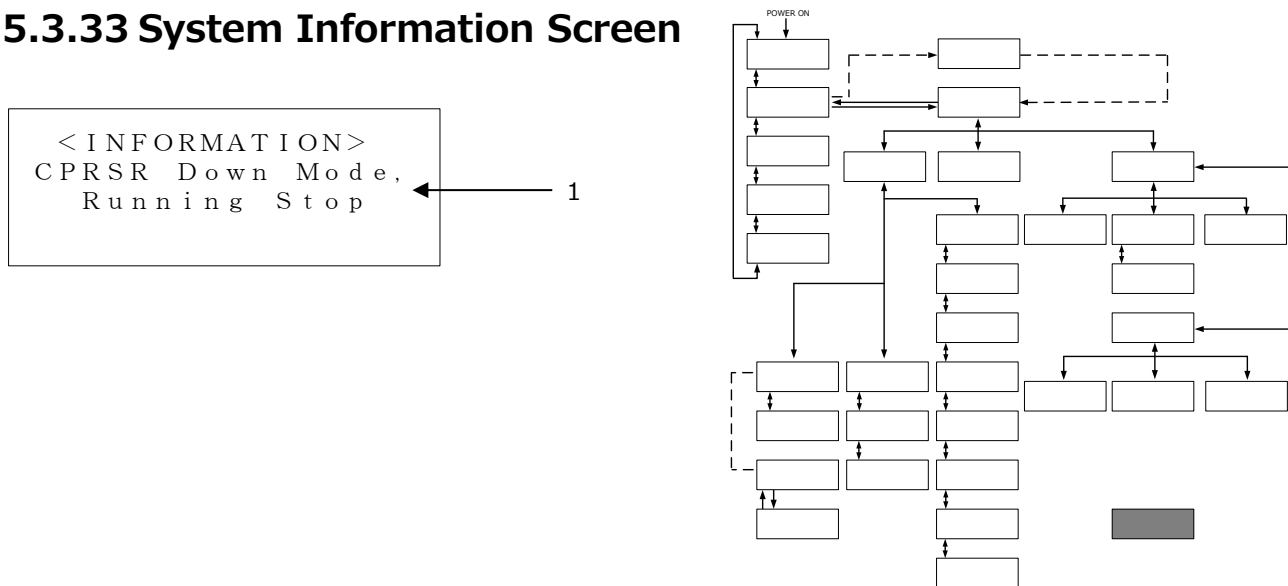 5.3.33 System Information Screen
POWER ON
<INFORMATION>
CPRSR Down Mode,
Running Stop
1